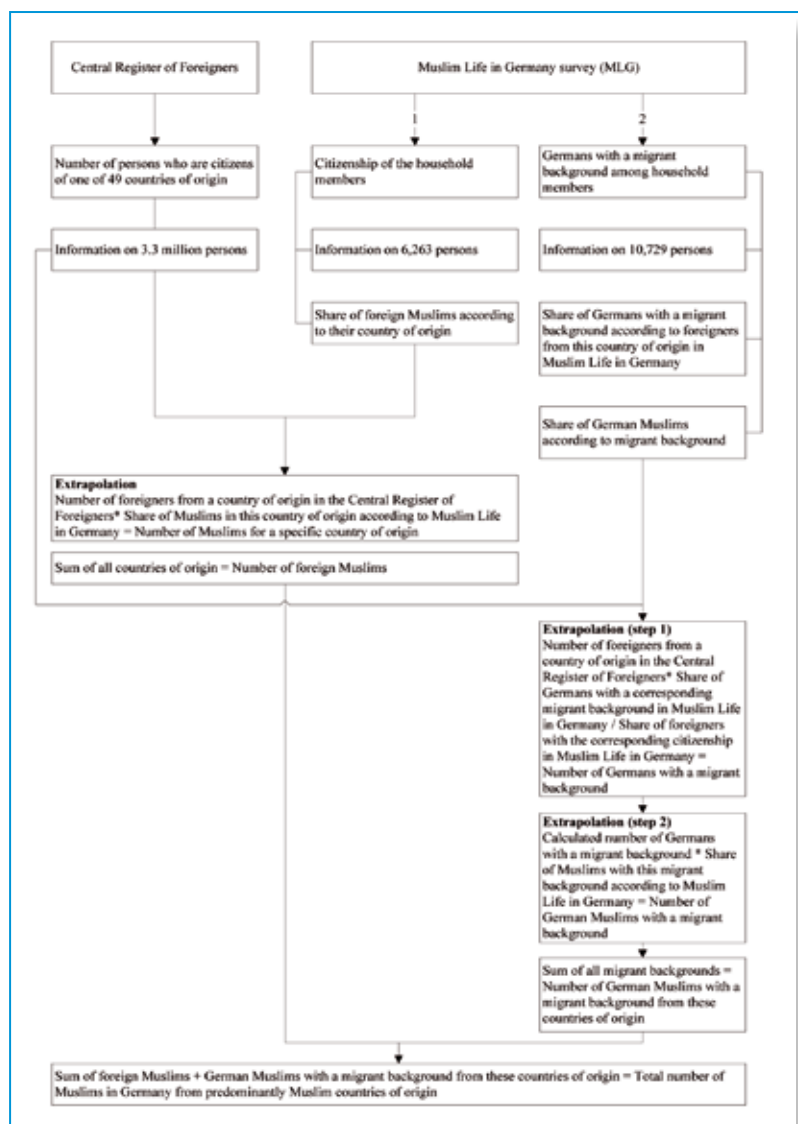 Central Register of Foreigners
Muslim Life in Germany survey (MLG)
1
2
Number of persons who are citizens
of one of 49 countries of origin
Citizenship of the household
members
Germans with a migrant
background among household
members
Information on 3.3 million persons
Information on 6,263 persons
Information on 10,729 persons
Share of foreign Muslims according
to their country of origin
Share of Germans with a migrant
background according to foreigners
from this country of origin in
Muslim Life in Germany
Share of German Muslims
according to migrant background
Extrapolation
Number of foreigners from a country of origin in the Central Register of
Foreigners* Share of Muslims in this country of origin according to Muslim Life
in Germany = Number of Muslims for a specific country of origin
Sum of all countries of origin = Number of foreign Muslims
Extrapolation (step 1)
Number of foreigners from a
country of origin in the Central
Register of Foreigners* Share of
Germans with a corresponding
migrant background in Muslim Life
in Germany / Share of foreigners
with the corresponding citizenship
in Muslim Life in Germany =
Number of Germans with a migrant
background
Extrapolation (step 2)
Calculated number of Germans
with a migrant background * Share
of Muslims with this migrant
background according to Muslim
Life in Germany = Number of
German Muslims with a migrant
background
Sum of all migrant backgrounds =
Number of German Muslims with a
migrant background from these
countries of origin
Sum of foreign Muslims + German Muslims with a migrant background from these countries of origin = Total number of
Muslims in Germany from predominantly Muslim countries of origin